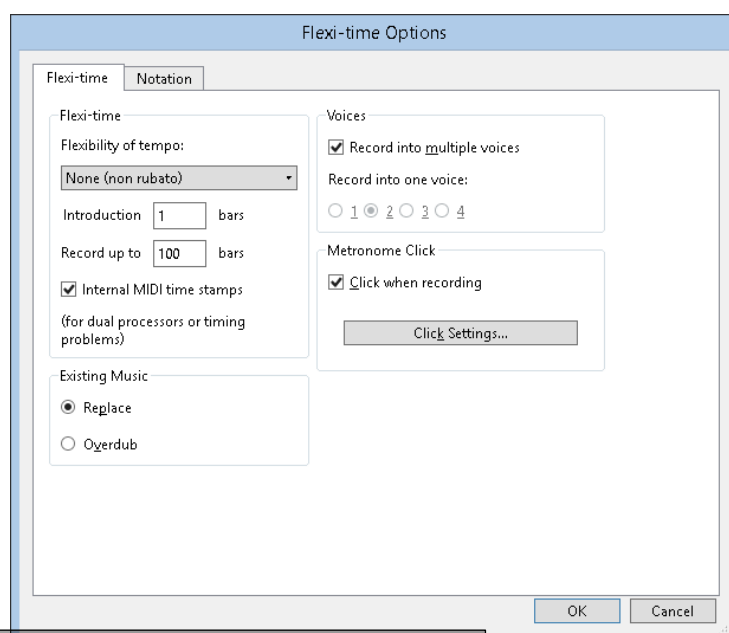 Flexi-time Options
Flexi-time
Notation
Flexi-time
Flexibility of tempo:
None (non rubato)
Introduction 1 bars
Record up to 100 bars
Internal MIDI time stamps
(for dual processors or timing
problems)
Existing Music
Replace
Overdub
Voices
Record into multiple voices
Record into one voice:
1 2 3 4
Metronome Click
Click when recording
Click Settings...
OK
Cancel